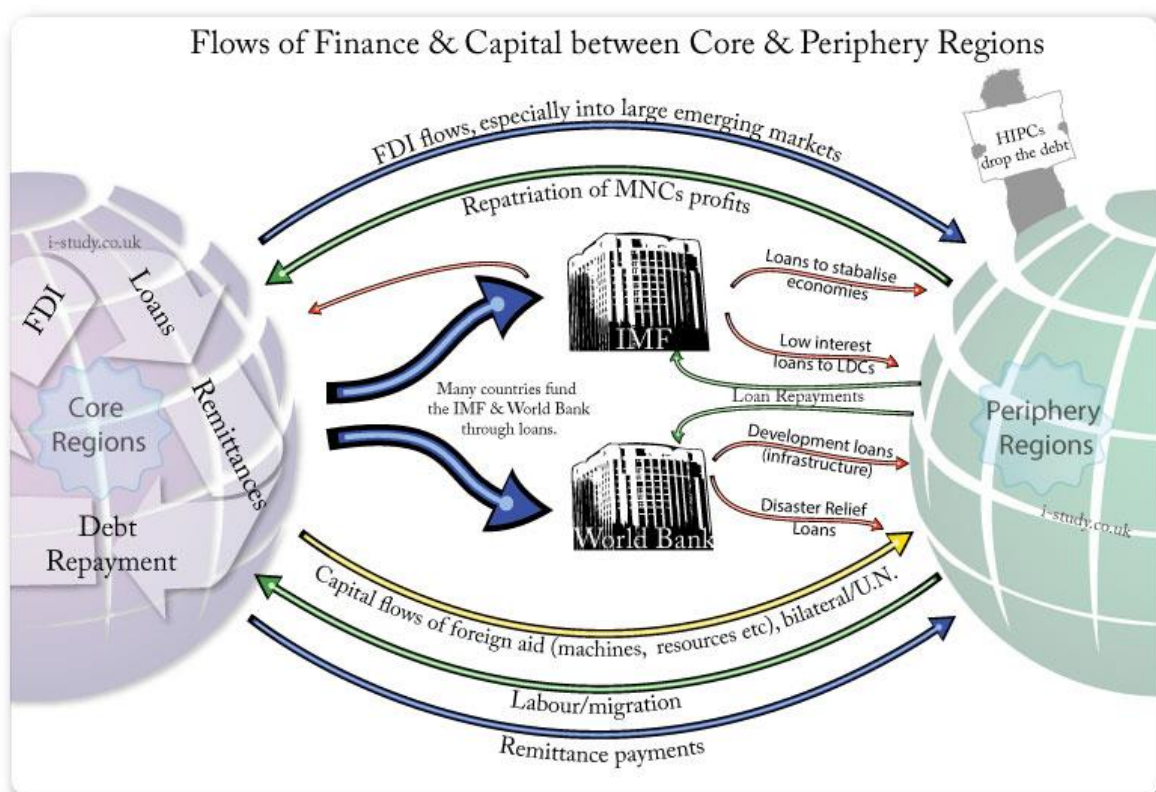 Flows of Finance & Capital between Core & Periphery Regions
FDI flows, especially into large emerging markets
Repatriation of MNCs profits
HIPCs
drop the debt
i-study.co.uk
FDI
Loans
Remittances
Debt
Repayment
Core
Regions
Many countries fund
the IMF & World Bank
through loans.
IMF
World Bank
Loans to stabalise
economies
Low interest
loans to LDCs
Loan Repayments
Development loans
(infrastructure)
Disaster Relief
Loans
Periphery
Regions
i-study.co.uk
Capital flows of foreign aid (machines, resources etc), bilateral/U.N.
Labour/migration
Remittance payments